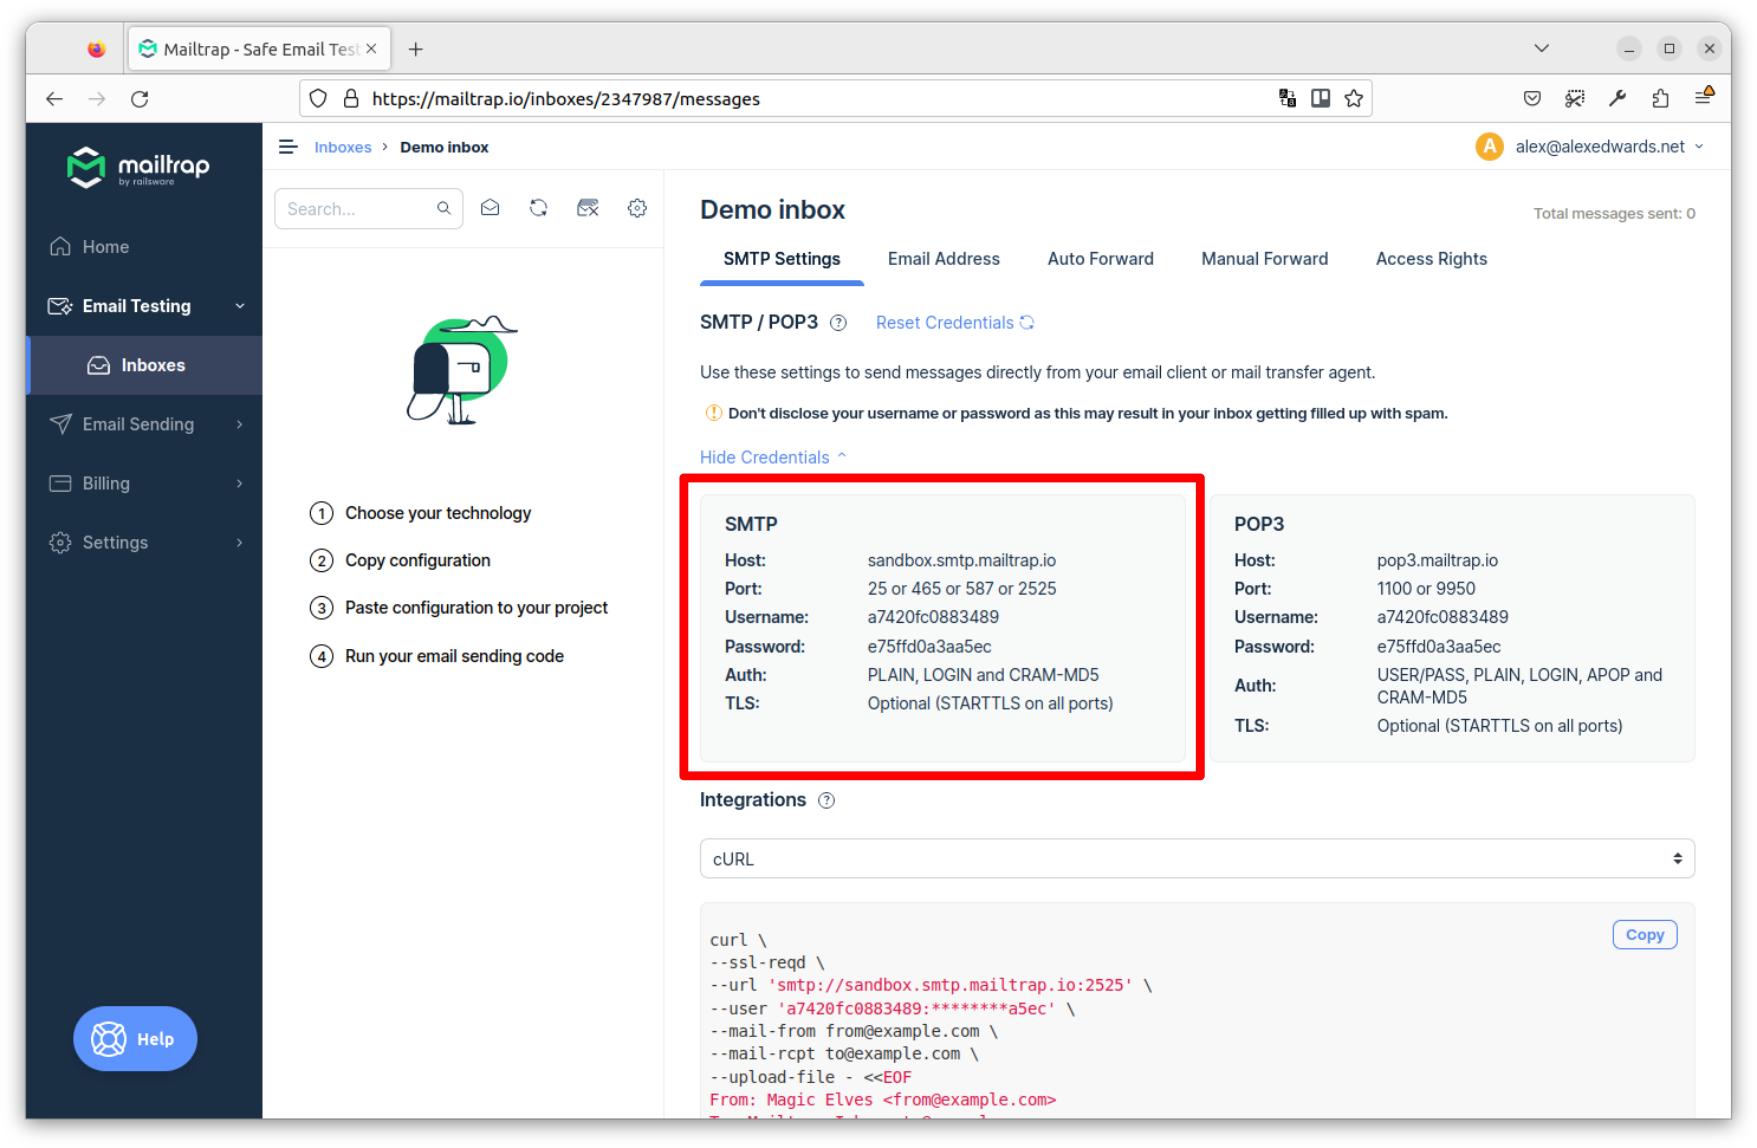 Mailtrap - Safe Email Test
https://mailtrap.io/inboxes/2347987/messages
mailtrap
by railsware
Inboxes > Demo inbox
A alex@alexedwards.net
Search...
Home
Email Testing
Inboxes
Email Sending
Billing
Settings
Help
1 Choose your technology
2 Copy configuration
3 Paste configuration to your project
4 Run your email sending code
Demo inbox
Total messages sent: 0
SMTP Settings Email Address Auto Forward Manual Forward Access Rights
SMTP / POP3 ? Reset Credentials
Use these settings to send messages directly from your email client or mail transfer agent.
Don't disclose your username or password as this may result in your inbox getting filled up with spam.
Hide Credentials
SMTP
Host: sandbox.smtp.mailtrap.io
Port: 25 or 465 or 587 or 2525
Username: a7420fc0883489
Password: e75ffd0a3aa5ec
Auth: PLAIN, LOGIN and CRAM-MD5
TLS: Optional (STARTTLS on all ports)
POP3
Host: pop3.mailtrap.io
Port: 1100 or 9950
Username: a7420fc0883489
Password: e75ffd0a3aa5ec
Auth: USER/PASS, PLAIN, LOGIN, APOP and
CRAM-MD5
TLS: Optional (STARTTLS on all ports)
Integrations ?
cURL
Copy
curl \
--ssl-reqd \
--url 'smtp://sandbox.smtp.mailtrap.io:2525' \
--user 'a7420fc0883489:********a5ec' \
--mail-from from@example.com \
--mail-rcpt to@example.com \
--upload-file - <<EOF
From: Magic Elves <from@example.com>